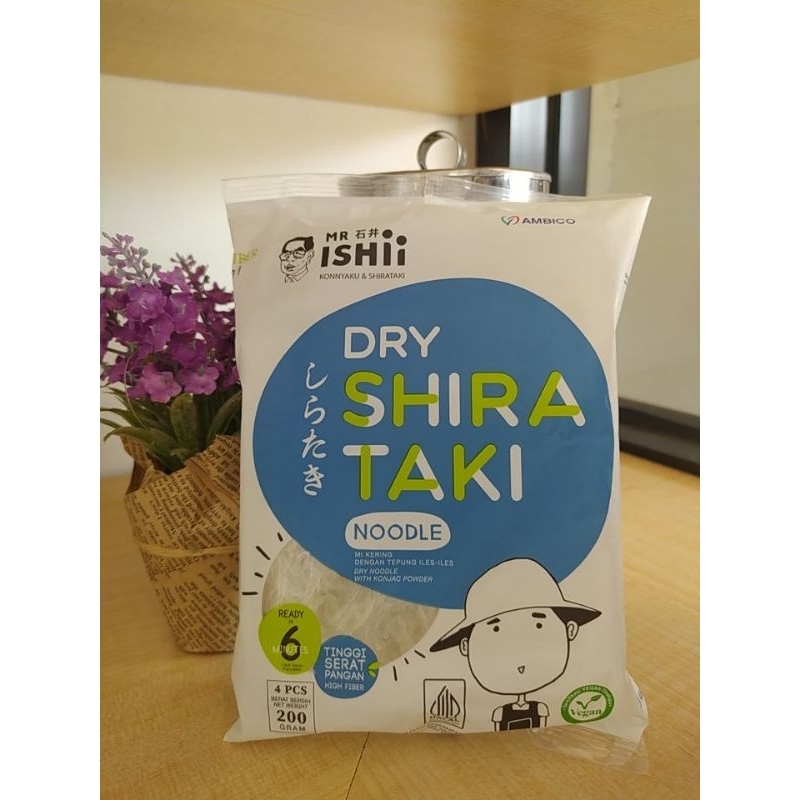 AMBICO
MR 石井
ISHii
KONNYAKU & SHIRATAKI
DRY
SHIRA
TAKI
しらたき
NOODLE
MI KERING
DENGAN TEPUNG ILES-ILES
DRY NOODLE
WITH KONJAC POWDER
READY
in
6
MINUTES
TINGGI
SERAT
PANGAN
HIGH FIBER
4 PCS
BERAT BERSIH
NET WEIGHT
200
GRAM
HALAL
Vegan